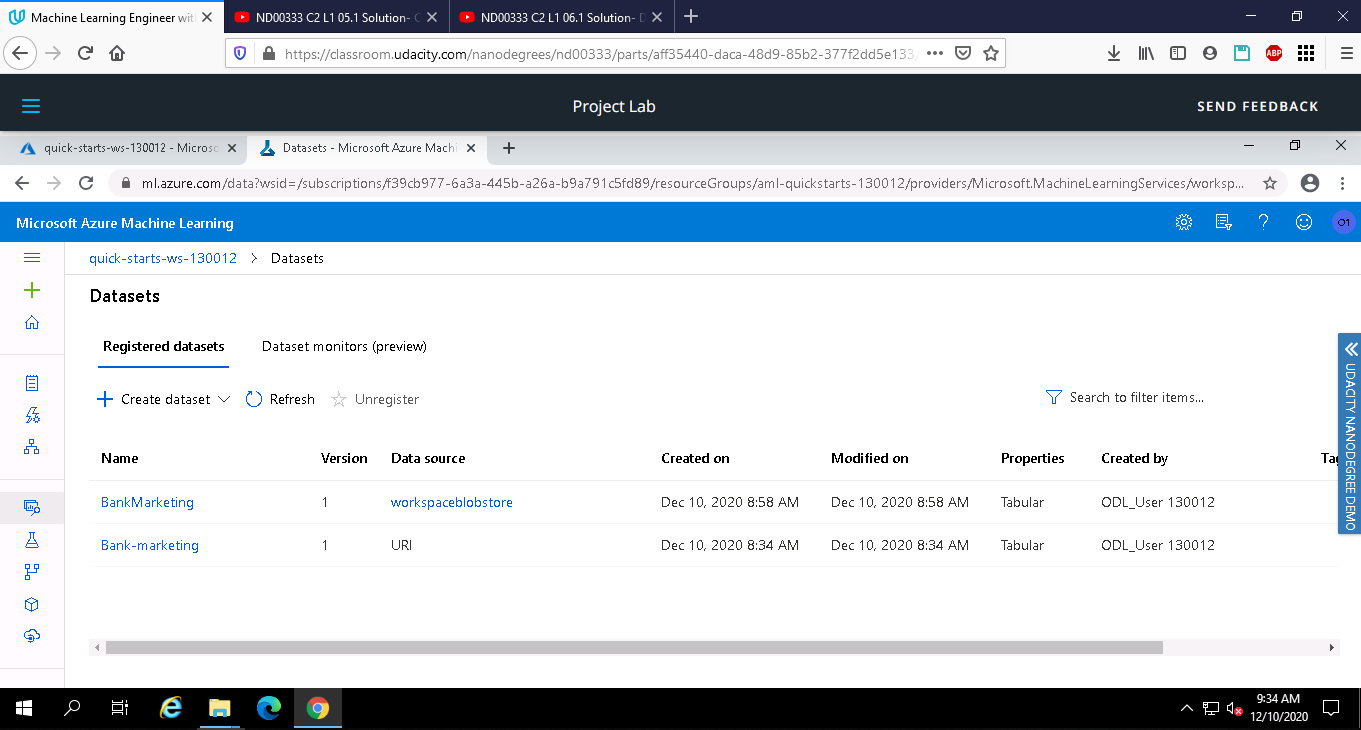 Machine Learning Engineer wit
ND00333 C2 L1 05.1 Solution- C
ND00333 C2 L1 06.1 Solution- D
https://classroom.udacity.com/nanodegrees/nd00333/parts/aff35440-daca-48d9-85b2-377f2dd5e133/
ABP
Project Lab
SEND FEEDBACK
quick-starts-ws-130012 - Microso
Datasets - Microsoft Azure Machi
ml.azure.com/data?wsid=/subscriptions/f39cb977-6a3a-445b-a26a-b9a791c5fd89/resourceGroups/aml-quickstarts-130012/providers/Microsoft.MachineLearningServices/worksp...
Microsoft Azure Machine Learning
O1
quick-starts-ws-130012 > Datasets
Datasets
Registered datasets
Dataset monitors (preview)
Create dataset
Refresh
Unregister
Search to filter items...
UDACITY NANODEGREE DEMO
Name Version Data source Created on Modified on Properties Created by Tag
BankMarketing 1 workspaceblobstore Dec 10, 2020 8:58 AM Dec 10, 2020 8:58 AM Tabular ODL_User 130012
Bank-marketing 1 URI Dec 10, 2020 8:34 AM Dec 10, 2020 8:34 AM Tabular ODL_User 130012
9:34 AM
12/10/2020